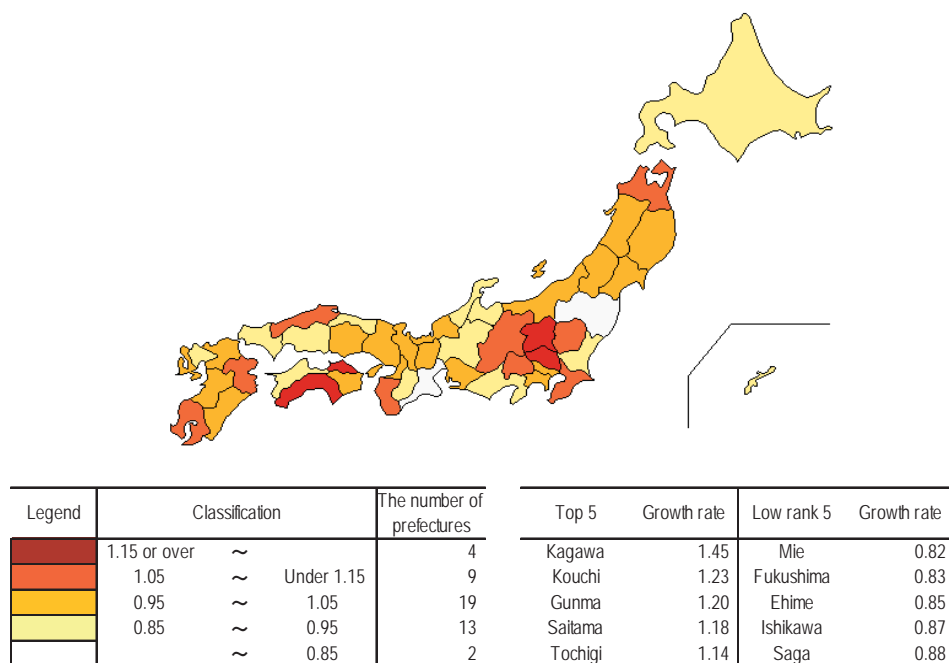 Legend Classification The number of prefectures
1.15 or over ～ 4
1.05 ～ Under 1.15 9
0.95 ～ 1.05 19
0.85 ～ 0.95 13
～ 0.85 2
Top 5 Growth rate Low rank 5 Growth rate
Kagawa 1.45 Mie 0.82
Kouchi 1.23 Fukushima 0.83
Gunma 1.20 Ehime 0.85
Saitama 1.18 Ishikawa 0.87
Tochigi 1.14 Saga 0.88